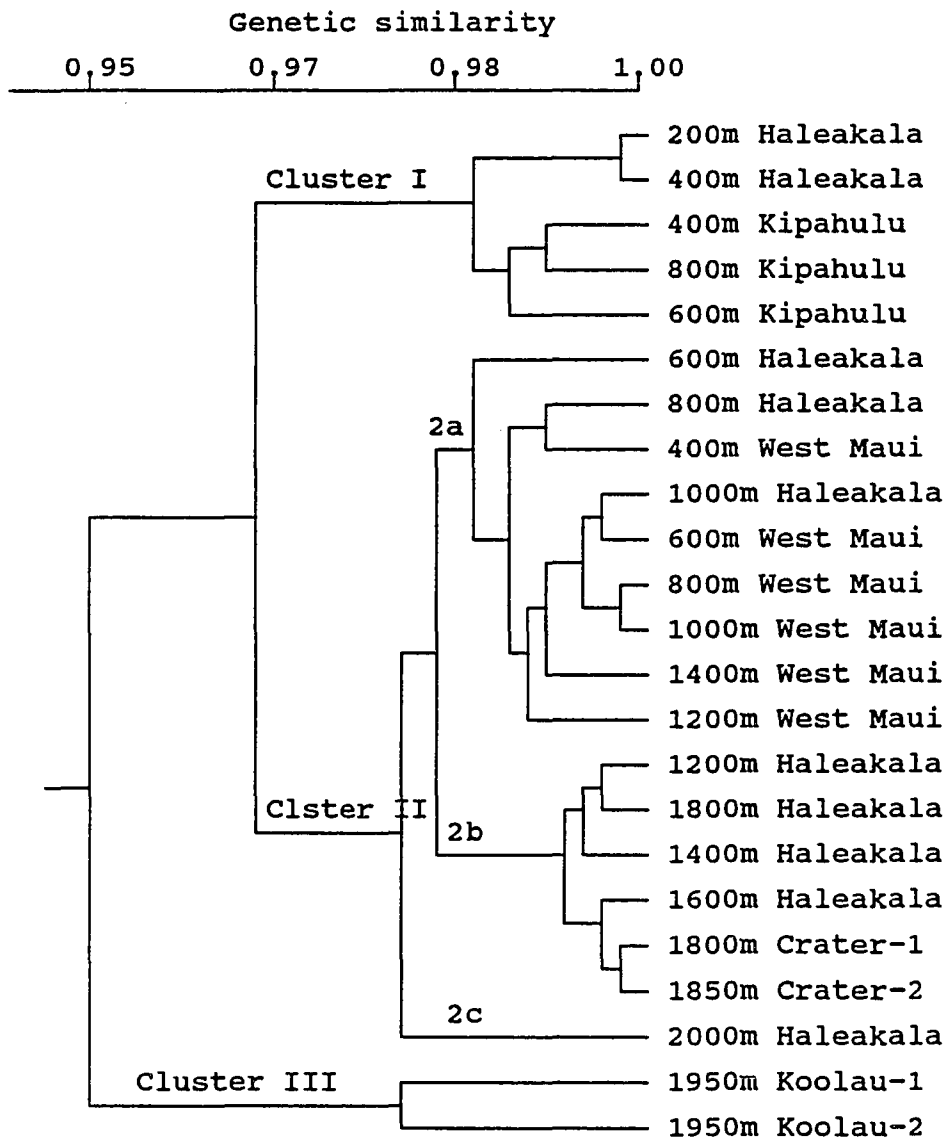 Genetic similarity
0.95 0.97 0.98 1.00
200m Haleakala
Cluster I
400m Haleakala
400m Kipahulu
800m Kipahulu
600m Kipahulu
600m Haleakala
800m Haleakala
2a
400m West Maui
1000m Haleakala
600m West Maui
800m West Maui
1000m West Maui
1400m West Maui
1200m West Maui
1200m Haleakala
Clster II
1800m Haleakala
2b
1400m Haleakala
1600m Haleakala
1800m Crater-1
1850m Crater-2
2c
2000m Haleakala
Cluster III
1950m Koolau-1
1950m Koolau-2